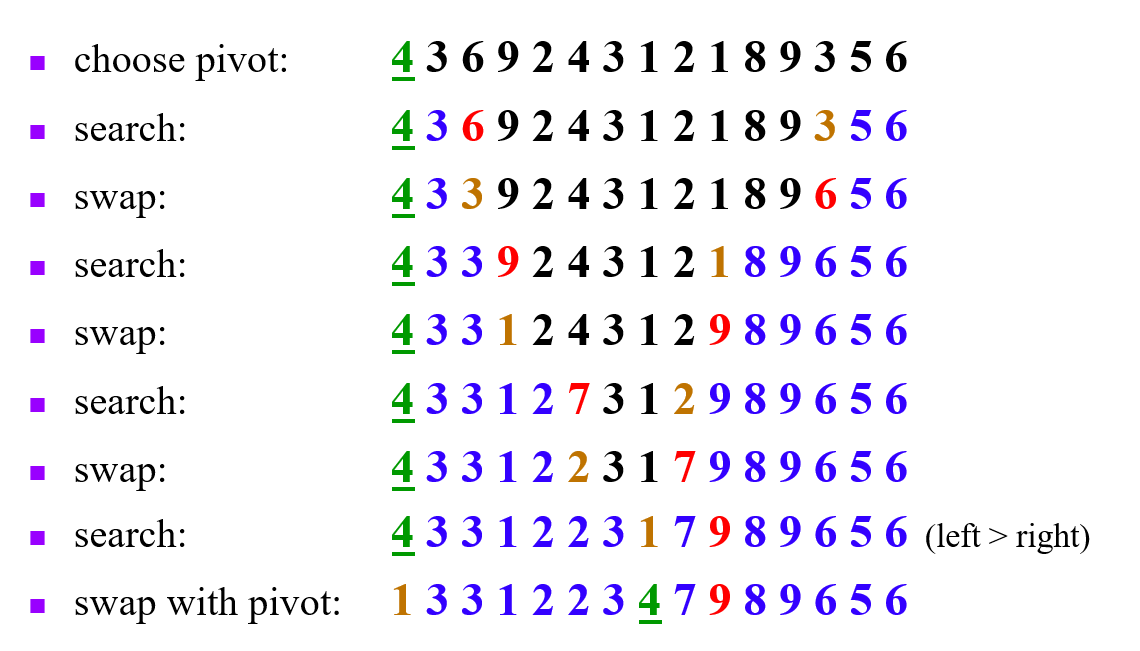 choose pivot: 4 3 6 9 2 4 3 1 2 1 8 9 3 5 6
search: 4 3 6 9 2 4 3 1 2 1 8 9 3 5 6
swap: 4 3 3 9 2 4 3 1 2 1 8 9 6 5 6
search: 4 3 3 9 2 4 3 1 2 1 8 9 6 5 6
swap: 4 3 3 1 2 4 3 1 2 9 8 9 6 5 6
search: 4 3 3 1 2 7 3 1 2 9 8 9 6 5 6
swap: 4 3 3 1 2 2 3 1 7 9 8 9 6 5 6
search: 4 3 3 1 2 2 3 1 7 9 8 9 6 5 6 (left > right)
swap with pivot: 1 3 3 1 2 2 3 4 7 9 8 9 6 5 6